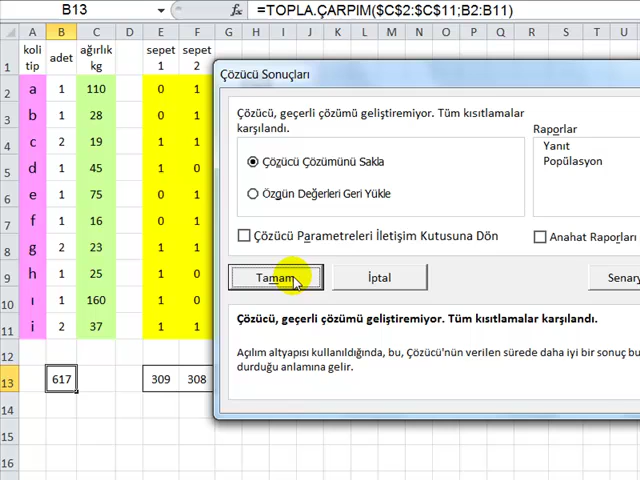 B13 fx =TOPLA.ÇARPIM($C$2:$C$11;B2:B11)
A B C D E F G H I J K L M N O P Q R S T U
1 koli tip adet ağırlık kg sepet 1 sepet 2
2 a 1 110 0 1
3 b 1 28 0 1
4 c 2 19 1 1
5 d 1 45 1 0
6 e 1 75 0 1
7 f 1 16 0 1
8 g 2 23 1 1
9 h 1 25 1 0
10 ı 1 160 1 0
11 i 2 37 1 1
12
13 617 309 308
14
15
16
Çözücü Sonuçları
Çözücü, geçerli çözümü geliştiremiyor. Tüm kısıtlamalar
karşılandı.
Çözücü Çözümünü Sakla
Özgün Değerleri Geri Yükle
Raporlar
Yanıt
Popülasyon
Çözücü Parametreleri İletişim Kutusuna Dön
Anahat Raporları
Tamam
İptal
Senary
Çözücü, geçerli çözümü geliştiremiyor. Tüm kısıtlamalar karşılandı.
Açılım altyapısı kullanıldığında, bu, Çözücü'nün verilen sürede daha iyi bir sonuç bu
durduğu anlamına gelir.